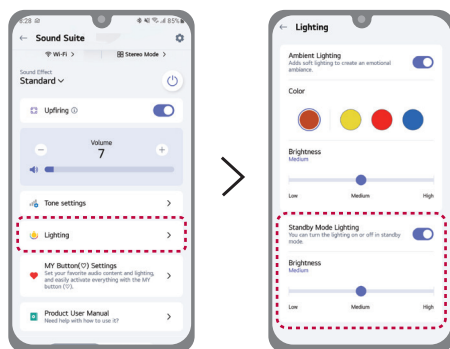 8:28
85%
← Sound Suite
Wi-Fi >
Stereo Mode >
Sound Effect
Standard
Upfiring
Volume
7
Tone settings >
Lighting >
MY Button(♡) Settings
Set your favorite audio content and lighting,
and easily activate everything with the MY
button (♡).
Product User Manual
Need help with how to use it?
← Lighting
Ambient Lighting
Adds soft lighting to create an emotional
ambience.
Color
Brightness
Medium
Low Medium High
Standby Mode Lighting
You can turn the lighting on or off in standby
mode.
Brightness
Medium
Low Medium High